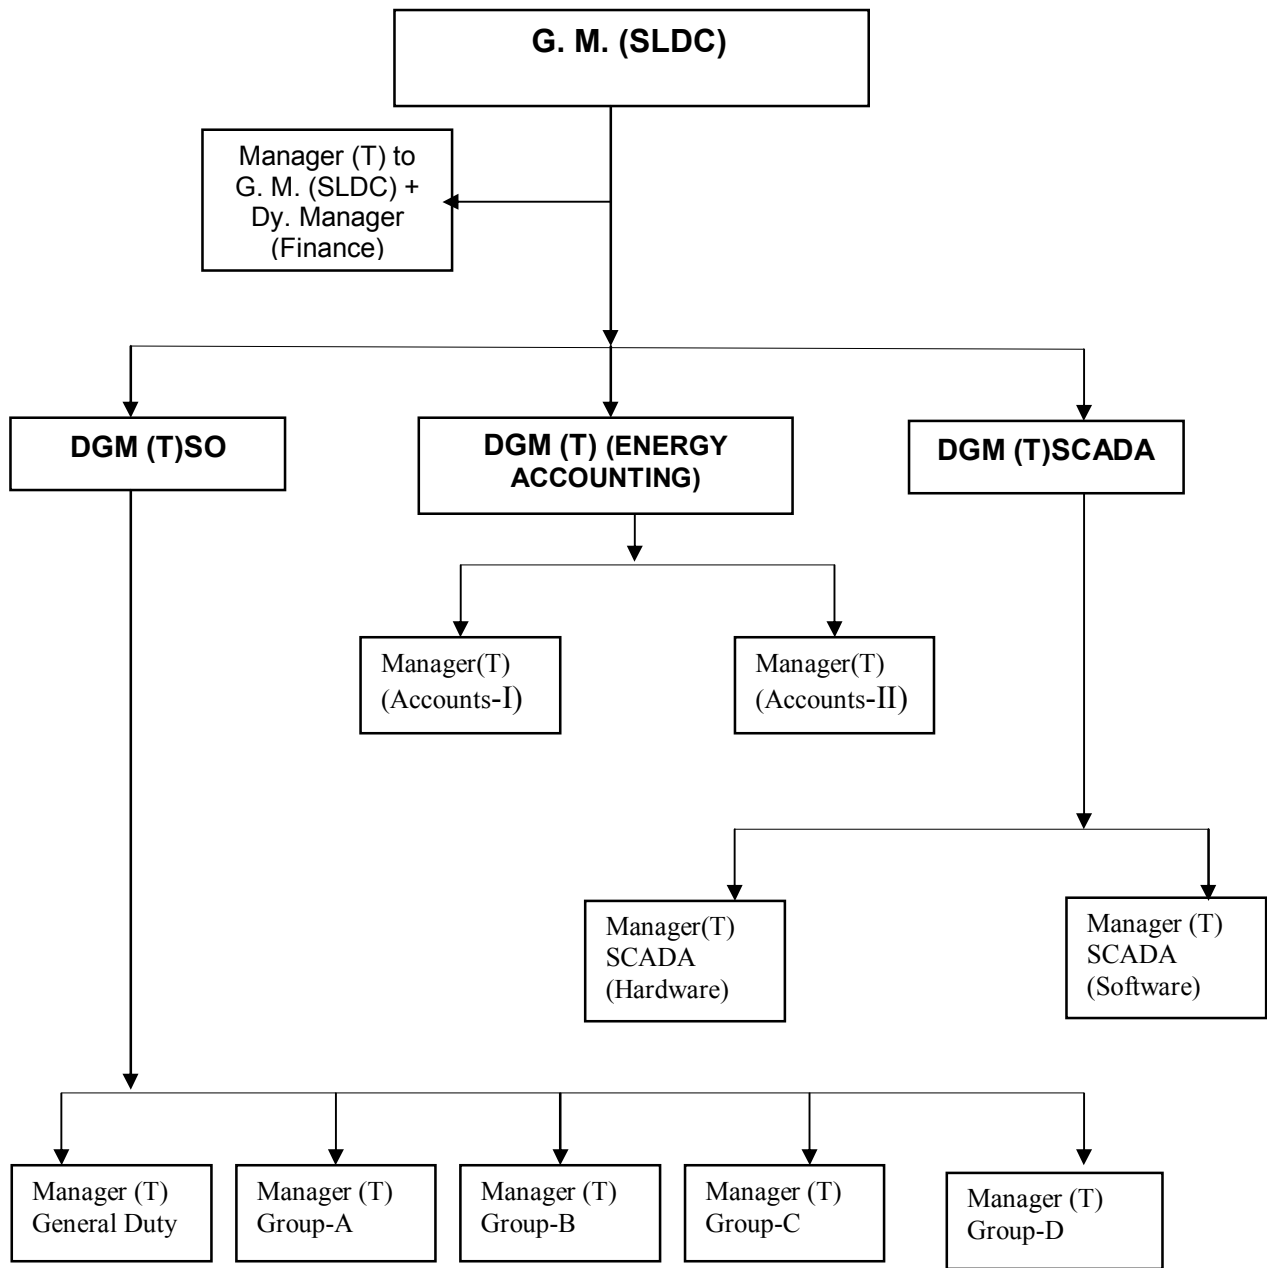 G. M. (SLDC)
Manager (T) to
G. M. (SLDC) +
Dy. Manager
(Finance)
DGM (T)SO
DGM (T) (ENERGY
ACCOUNTING)
DGM (T)SCADA
Manager(T)
(Accounts-I)
Manager(T)
(Accounts-II)
Manager(T)
SCADA
(Hardware)
Manager (T)
SCADA
(Software)
Manager (T)
General Duty
Manager (T)
Group-A
Manager (T)
Group-B
Manager (T)
Group-C
Manager (T)
Group-D